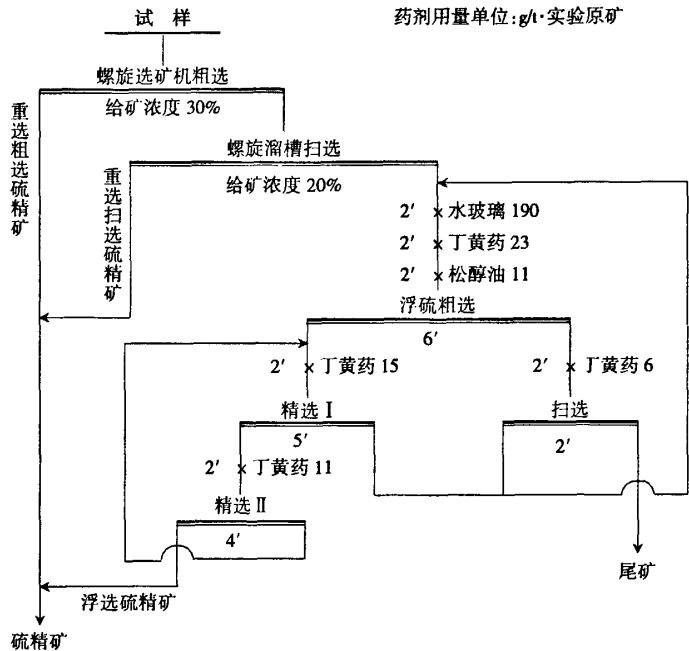 试 样
药剂用量单位:g/t·实验原矿
螺旋选矿机粗选
给矿浓度 30%
重选粗选硫精矿
螺旋溜槽扫选
给矿浓度 20%
重选扫选硫精矿
2′ 水玻璃 190
2′ 丁黄药 23
2′ 松醇油 11
浮硫粗选
6′
2′ 丁黄药 15
2′ 丁黄药 6
精选Ⅰ
扫选
5′
2′
2′ 丁黄药 11
精选Ⅱ
4′
尾矿
浮选硫精矿
硫精矿